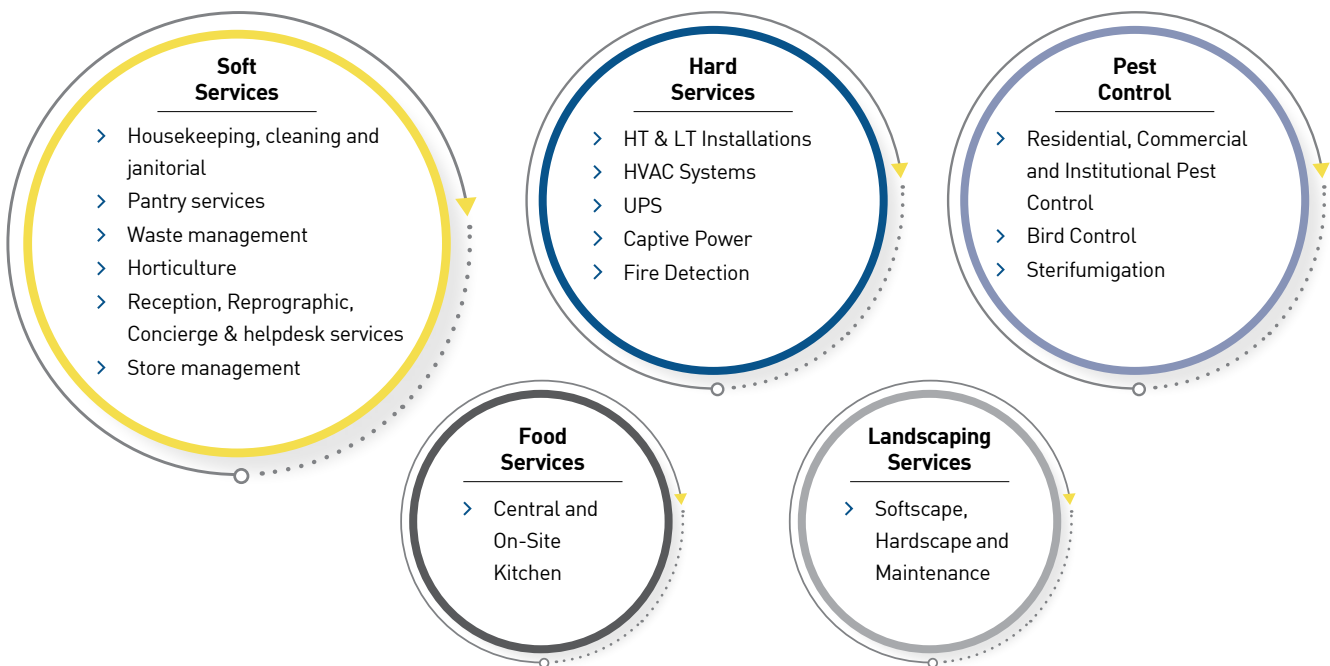 Soft
Services
Housekeeping, cleaning and
janitorial
Pantry services
Waste management
Horticulture
Reception, Reprographic,
Concierge & helpdesk services
Store management
Hard
Services
HT & LT Installations
HVAC Systems
UPS
Captive Power
Fire Detection
Pest
Control
Residential, Commercial
and Institutional Pest
Control
Bird Control
Sterifumigation
Food
Services
Central and
On-Site
Kitchen
Landscaping
Services
Softscape,
Hardscape and
Maintenance